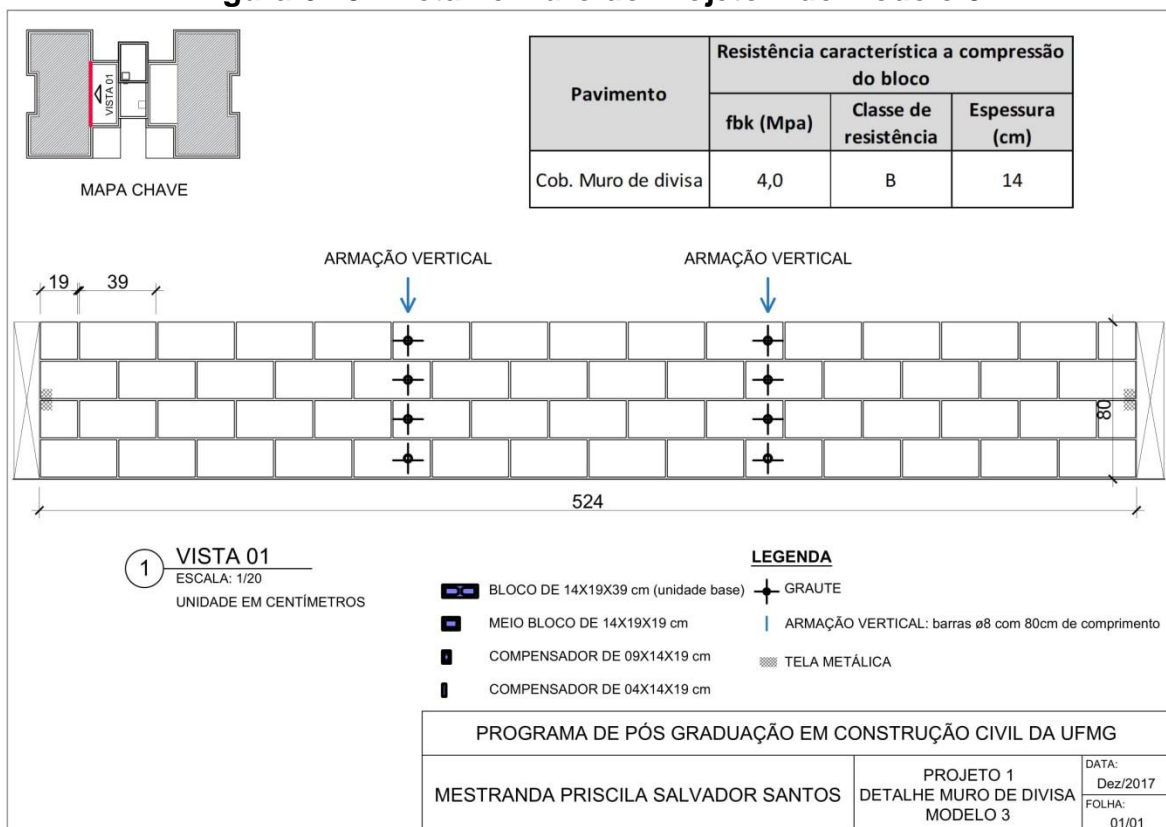 VISTA 01
MAPA CHAVE
Pavimento
Resistência característica a compressão do bloco
fbk (Mpa)
Classe de resistência
Espessura (cm)
Cob. Muro de divisa
4,0
B
14
ARMAÇÃO VERTICAL
ARMAÇÃO VERTICAL
19
39
80
524
1
VISTA 01
ESCALA: 1/20
UNIDADE EM CENTÍMETROS
BLOCO DE 14X19X39 cm (unidade base)
MEIO BLOCO DE 14X19X19 cm
COMPENSADOR DE 09X14X19 cm
COMPENSADOR DE 04X14X19 cm
LEGENDA
GRAUTE
ARMAÇÃO VERTICAL: barras ø8 com 80cm de comprimento
TELA METÁLICA
PROGRAMA DE PÓS GRADUAÇÃO EM CONSTRUÇÃO CIVIL DA UFMG
MESTRANDA PRISCILA SALVADOR SANTOS
PROJETO 1
DETALHE MURO DE DIVISA
MODELO 3
DATA:
Dez/2017
FOLHA:
01/01